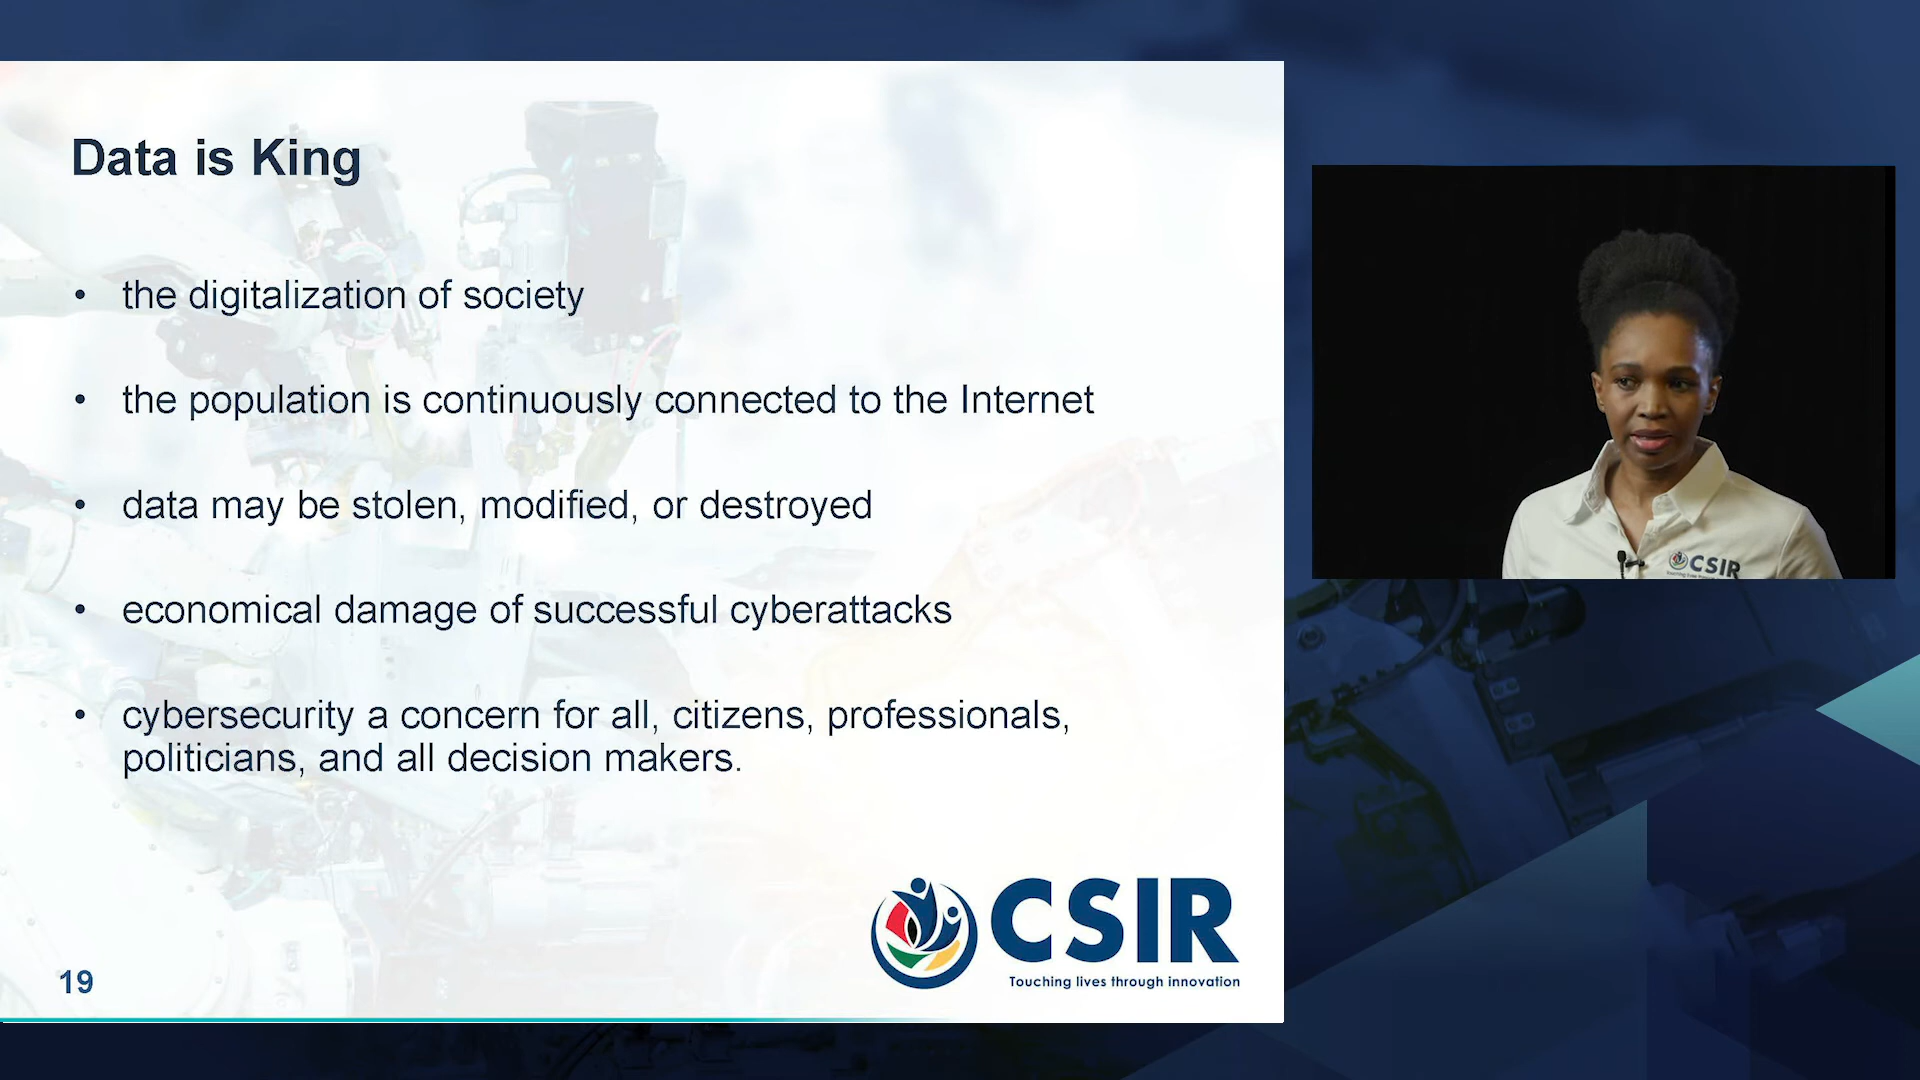 Data is King
• the digitalization of society
• the population is continuously connected to the Internet
• data may be stolen, modified, or destroyed
• economical damage of successful cyberattacks
• cybersecurity a concern for all, citizens, professionals,
politicians, and all decision makers.
CSIR
Touching lives through innovation
19
CSIR